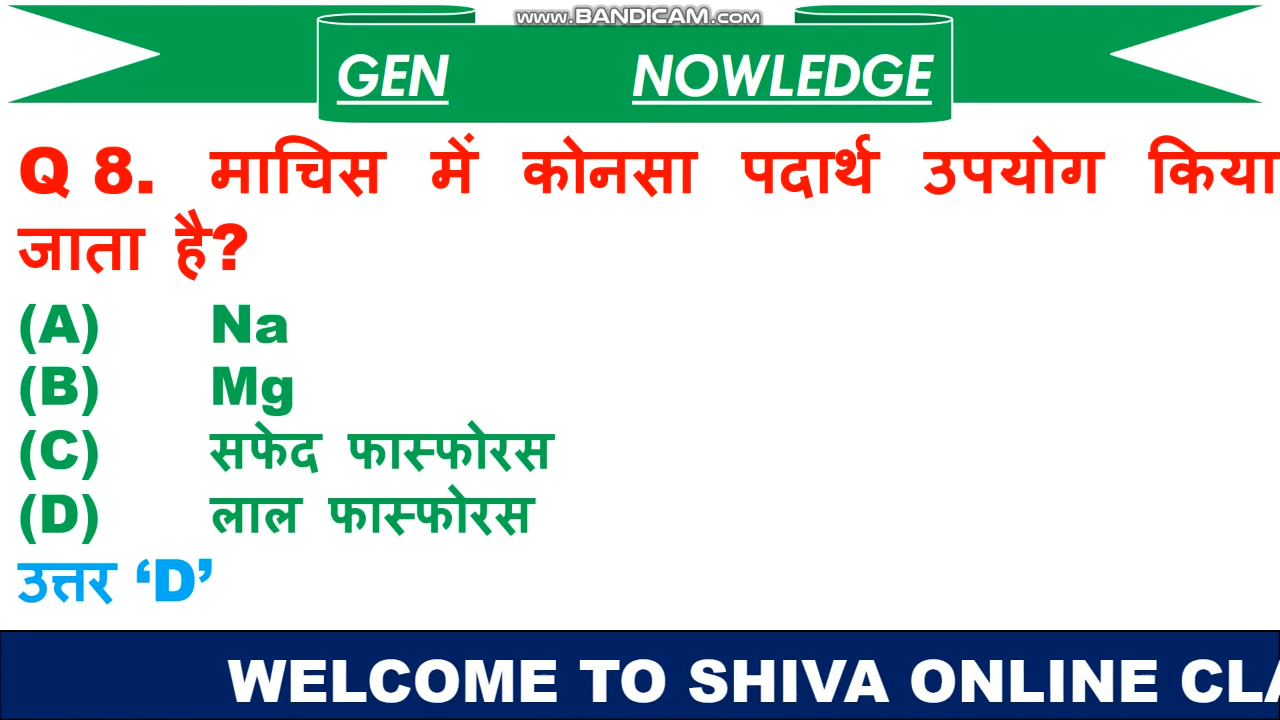 www.BANDICAM.com
GEN NOWLEDGE
Q 8. माचिस में कोनसा पदार्थ उपयोग किया
जाता है?
(A) Na
(B) Mg
(C) सफेद फास्फोरस
(D) लाल फास्फोरस
उत्तर ‘D’
WELCOME TO SHIVA ONLINE CLA